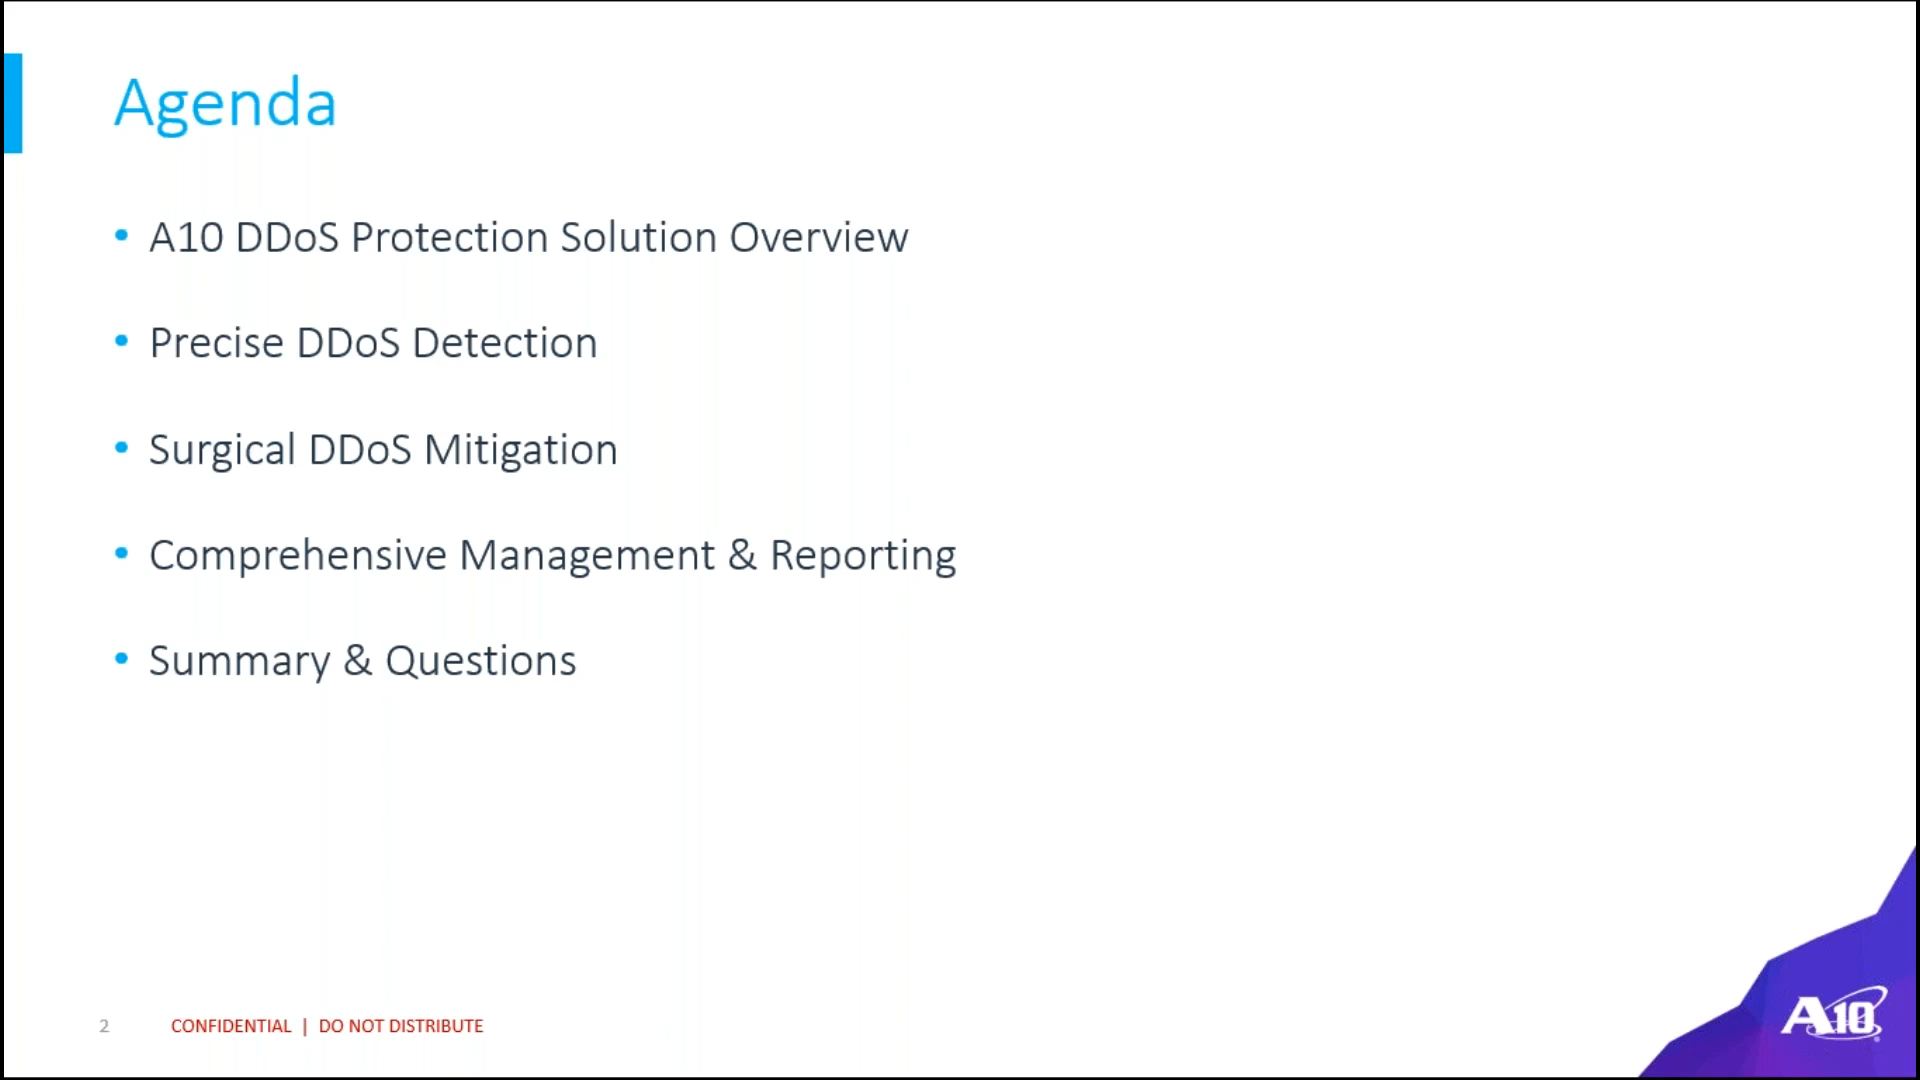 Agenda
• A10 DDoS Protection Solution Overview
• Precise DDoS Detection
• Surgical DDoS Mitigation
• Comprehensive Management & Reporting
• Summary & Questions
2 CONFIDENTIAL | DO NOT DISTRIBUTE
A10